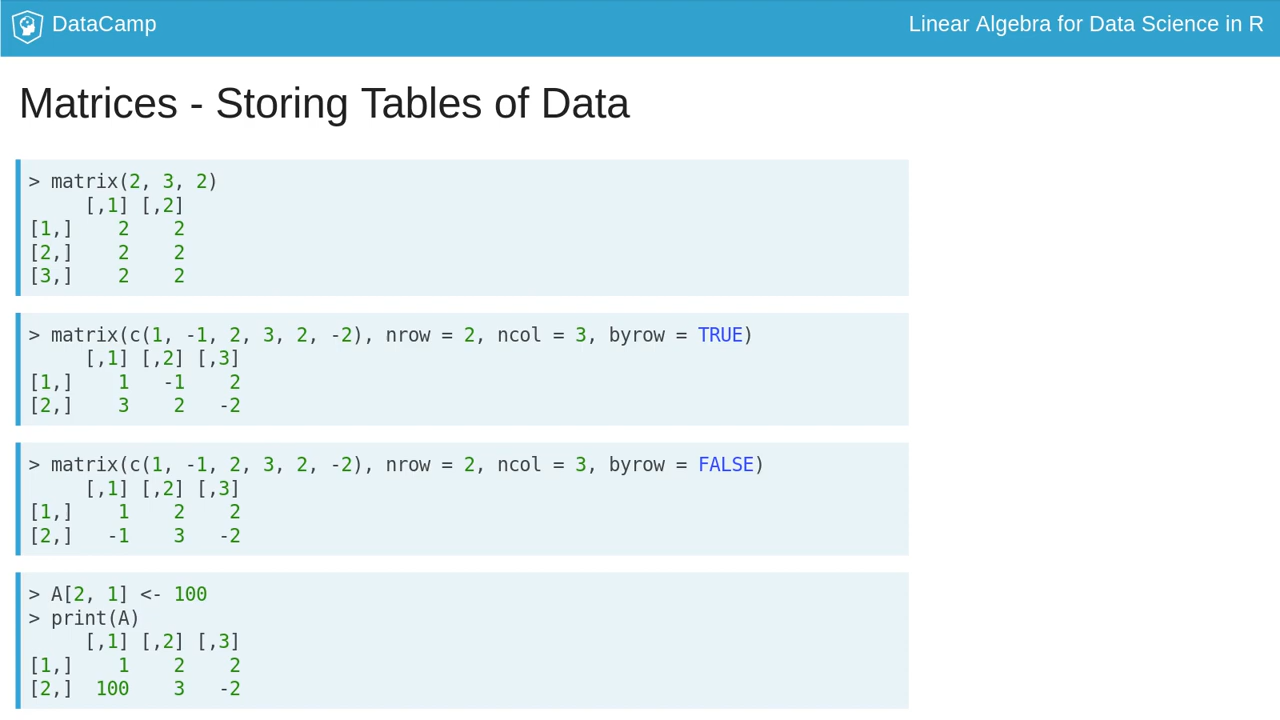 DataCamp
Linear Algebra for Data Science in R
Matrices - Storing Tables of Data
> matrix(2, 3, 2)
     [,1] [,2]
[1,]    2    2
[2,]    2    2
[3,]    2    2
> matrix(c(1, -1, 2, 3, 2, -2), nrow = 2, ncol = 3, byrow = TRUE)
     [,1] [,2] [,3]
[1,]    1   -1    2
[2,]    3    2   -2
> matrix(c(1, -1, 2, 3, 2, -2), nrow = 2, ncol = 3, byrow = FALSE)
     [,1] [,2] [,3]
[1,]    1    2    2
[2,]   -1    3   -2
> A[2, 1] <- 100
> print(A)
     [,1] [,2] [,3]
[1,]    1    2    2
[2,]  100    3   -2